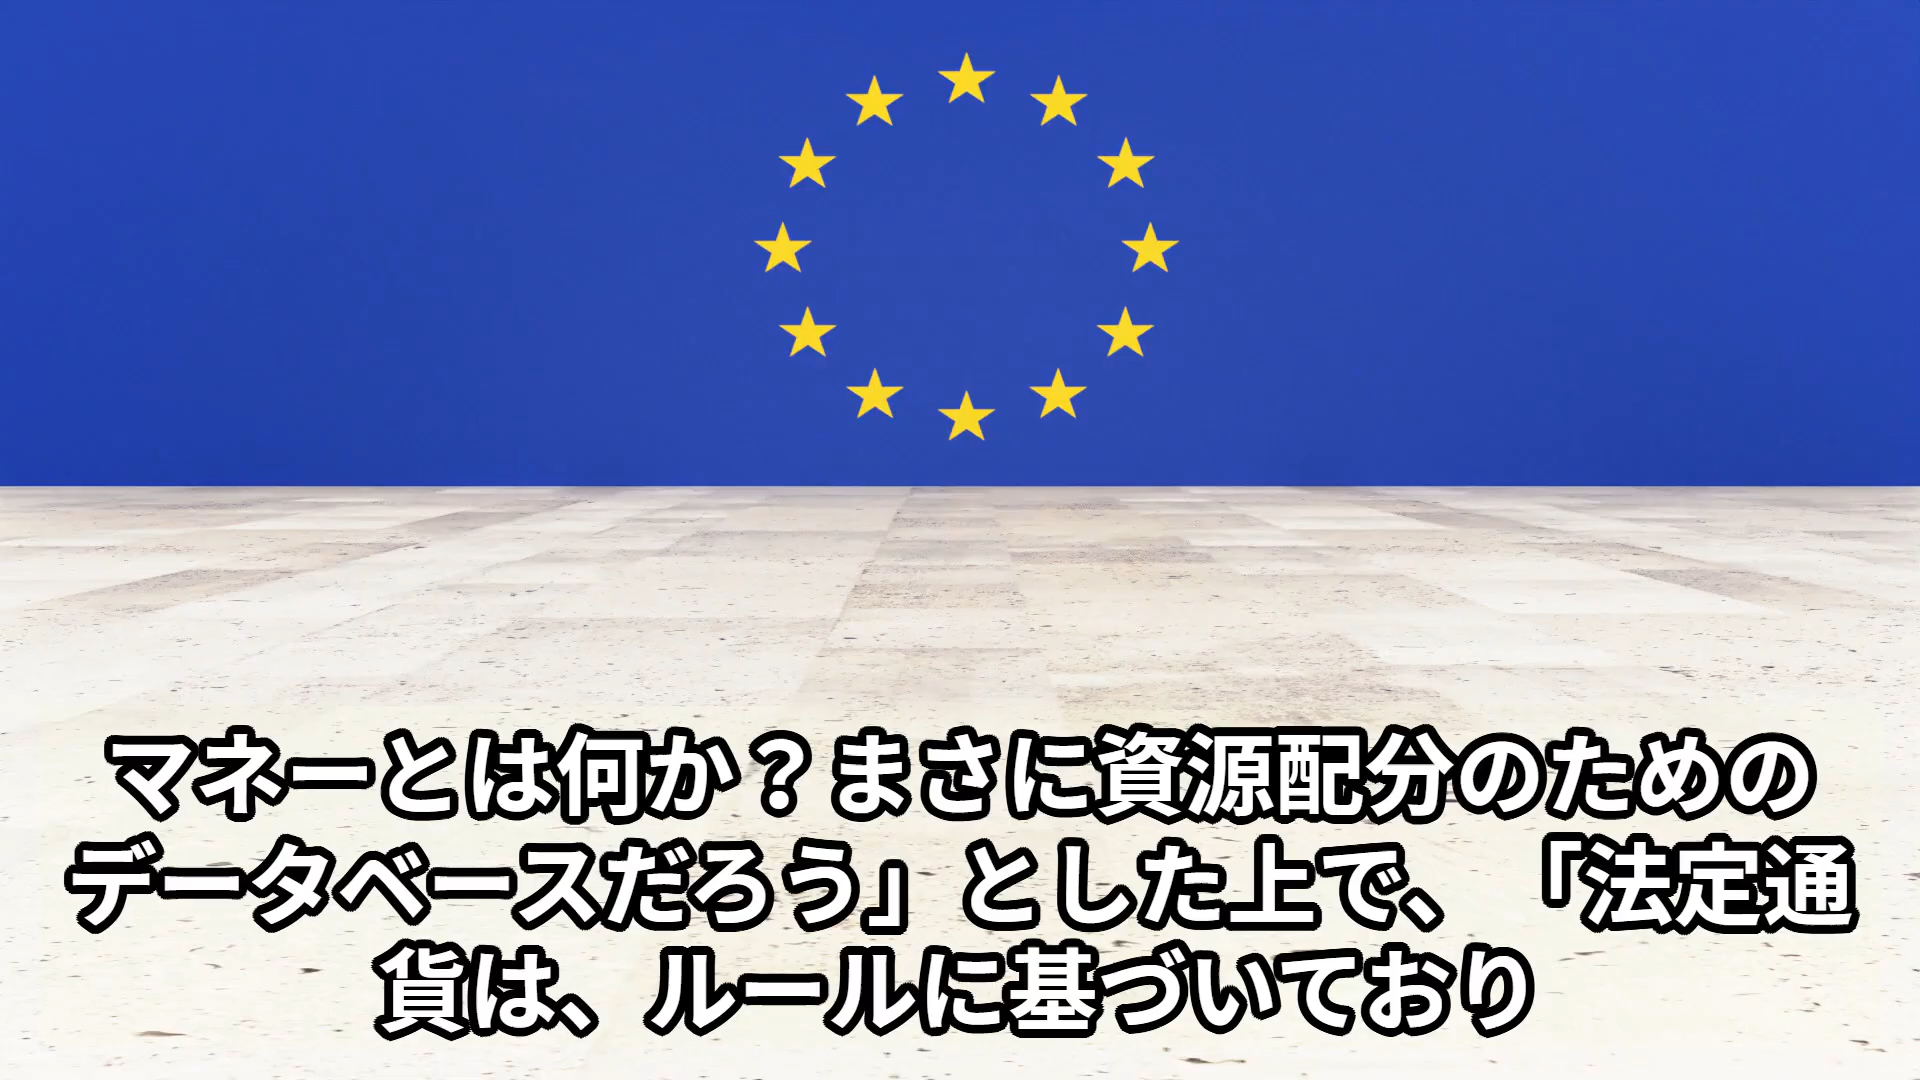 マネーとは何か？まさに資源配分のための
データベースだろう」とした上で、「法定通
貨は、ルールに基づいており